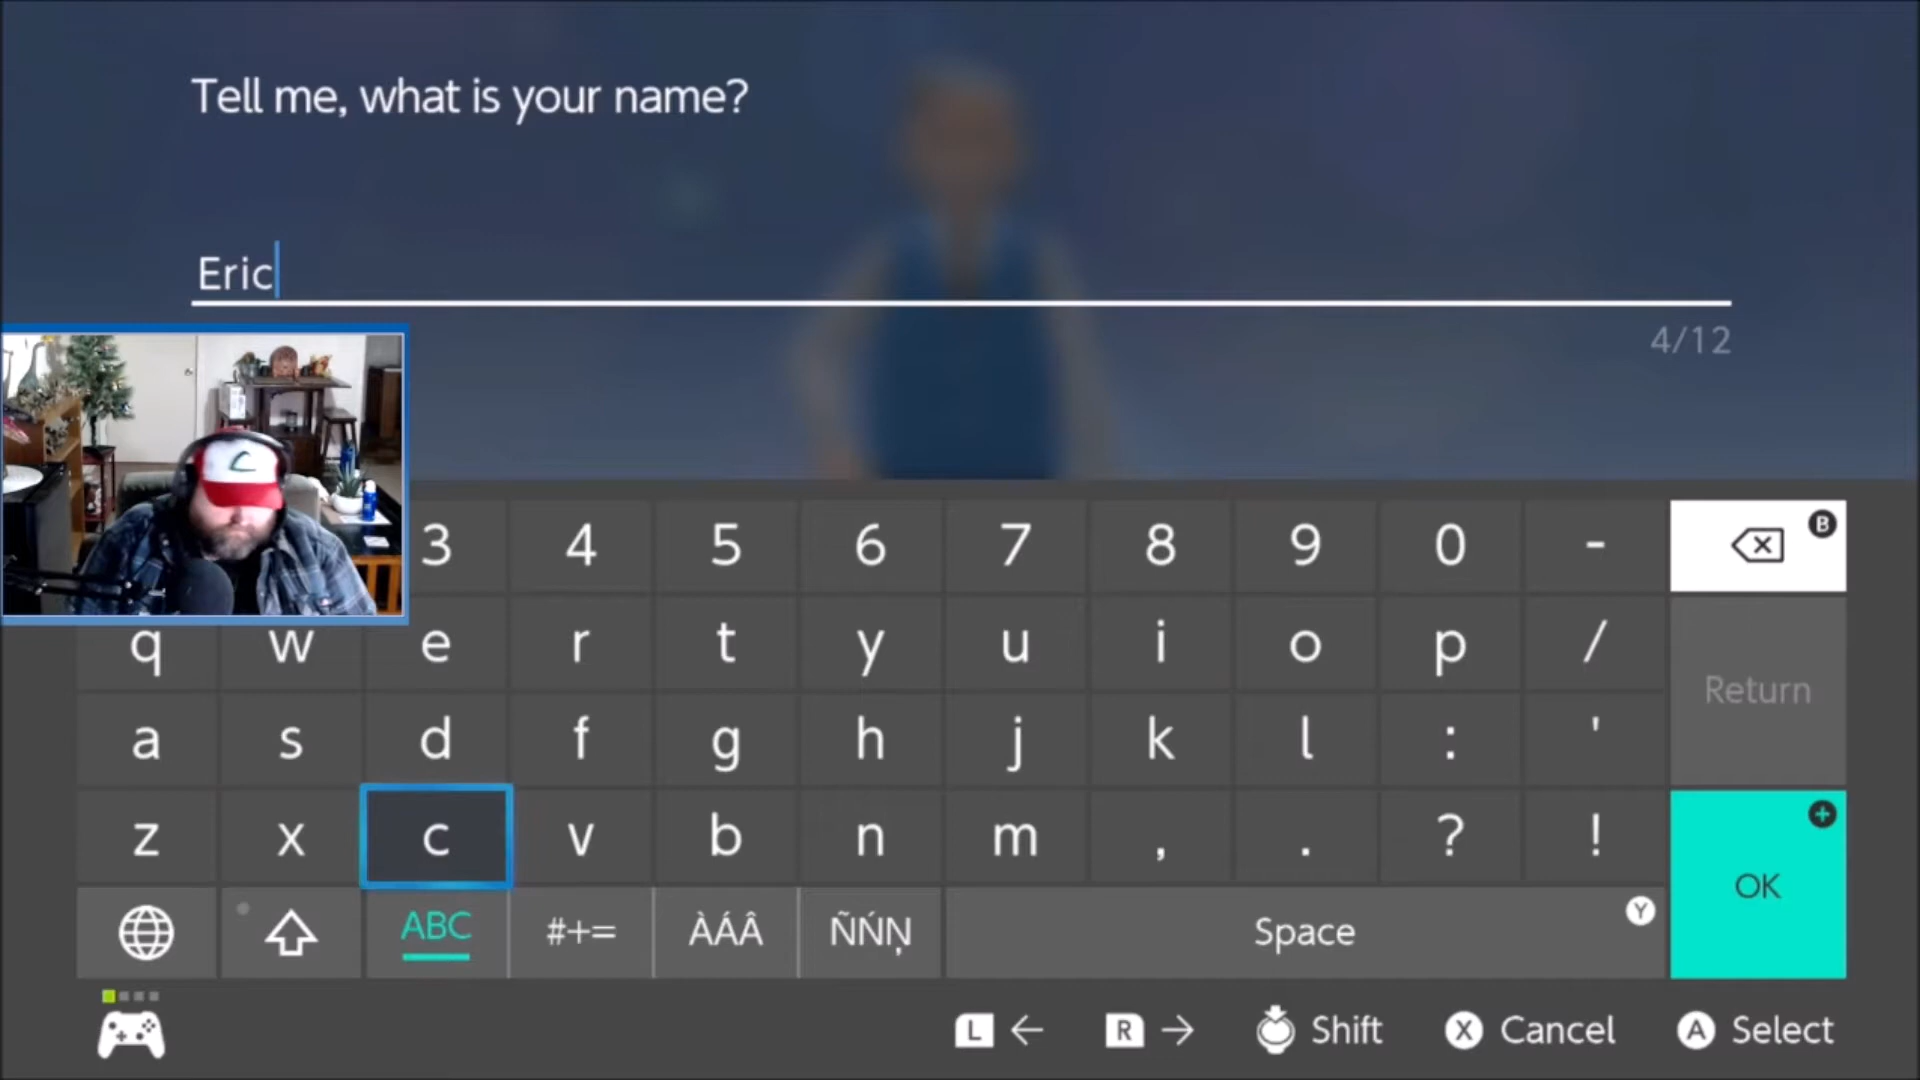 Tell me, what is your name?
Eric
4/12
3 4 5 6 7 8 9 0 - B
q w e r t y u i o p /
Return
a s d f g h j k l : '
z x c v b n m , . ? ! +
OK
ABC #+= ÀÁÂ ÑŃŅ Space Y
L ← R → Shift X Cancel A Select